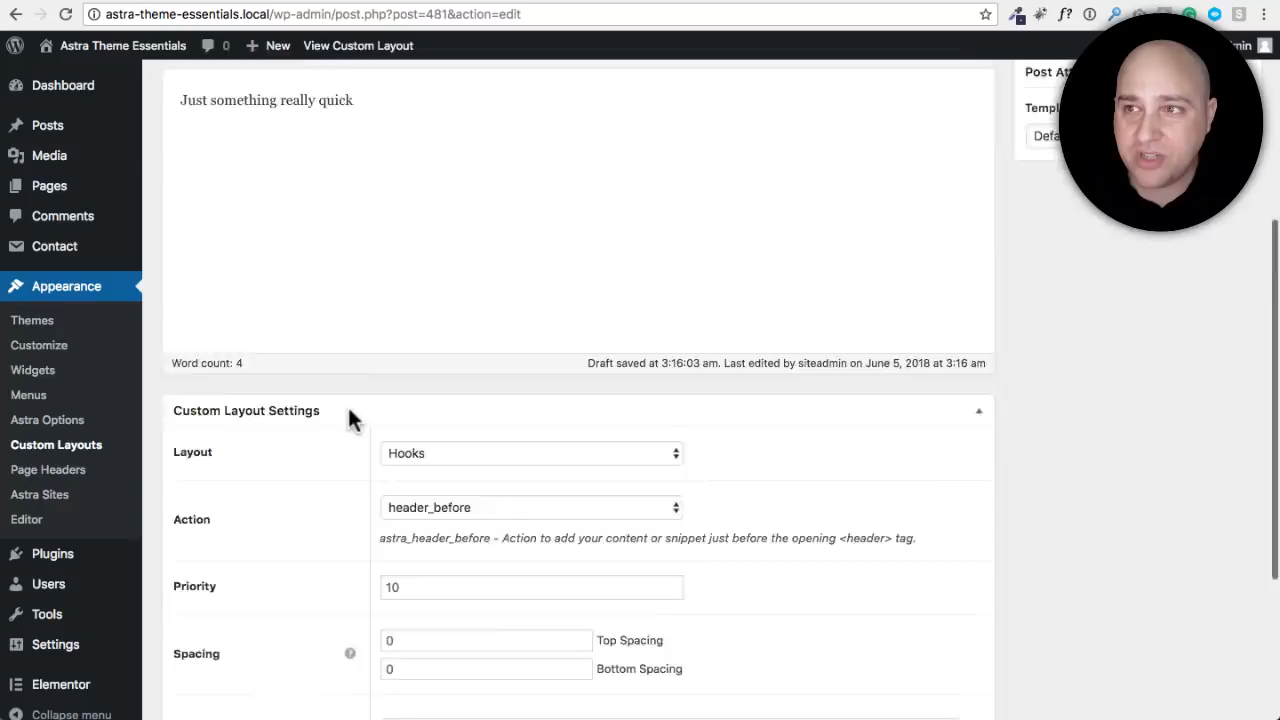 astra-theme-essentials.local/wp-admin/post.php?post=481&action=edit
Astra Theme Essentials 0 New View Custom Layout
Dashboard
Posts
Media
Pages
Comments
Contact
Appearance
Themes
Customize
Widgets
Menus
Astra Options
Custom Layouts
Page Headers
Astra Sites
Editor
Plugins
Users
Tools
Settings
Elementor
Collapse menu
Just something really quick
Word count: 4
Draft saved at 3:16:03 am. Last edited by siteadmin on June 5, 2018 at 3:16 am
Custom Layout Settings
Layout
Hooks
Action
header_before
astra_header_before - Action to add your content or snippet just before the opening <header> tag.
Priority
10
Spacing
0 Top Spacing
0 Bottom Spacing
Post